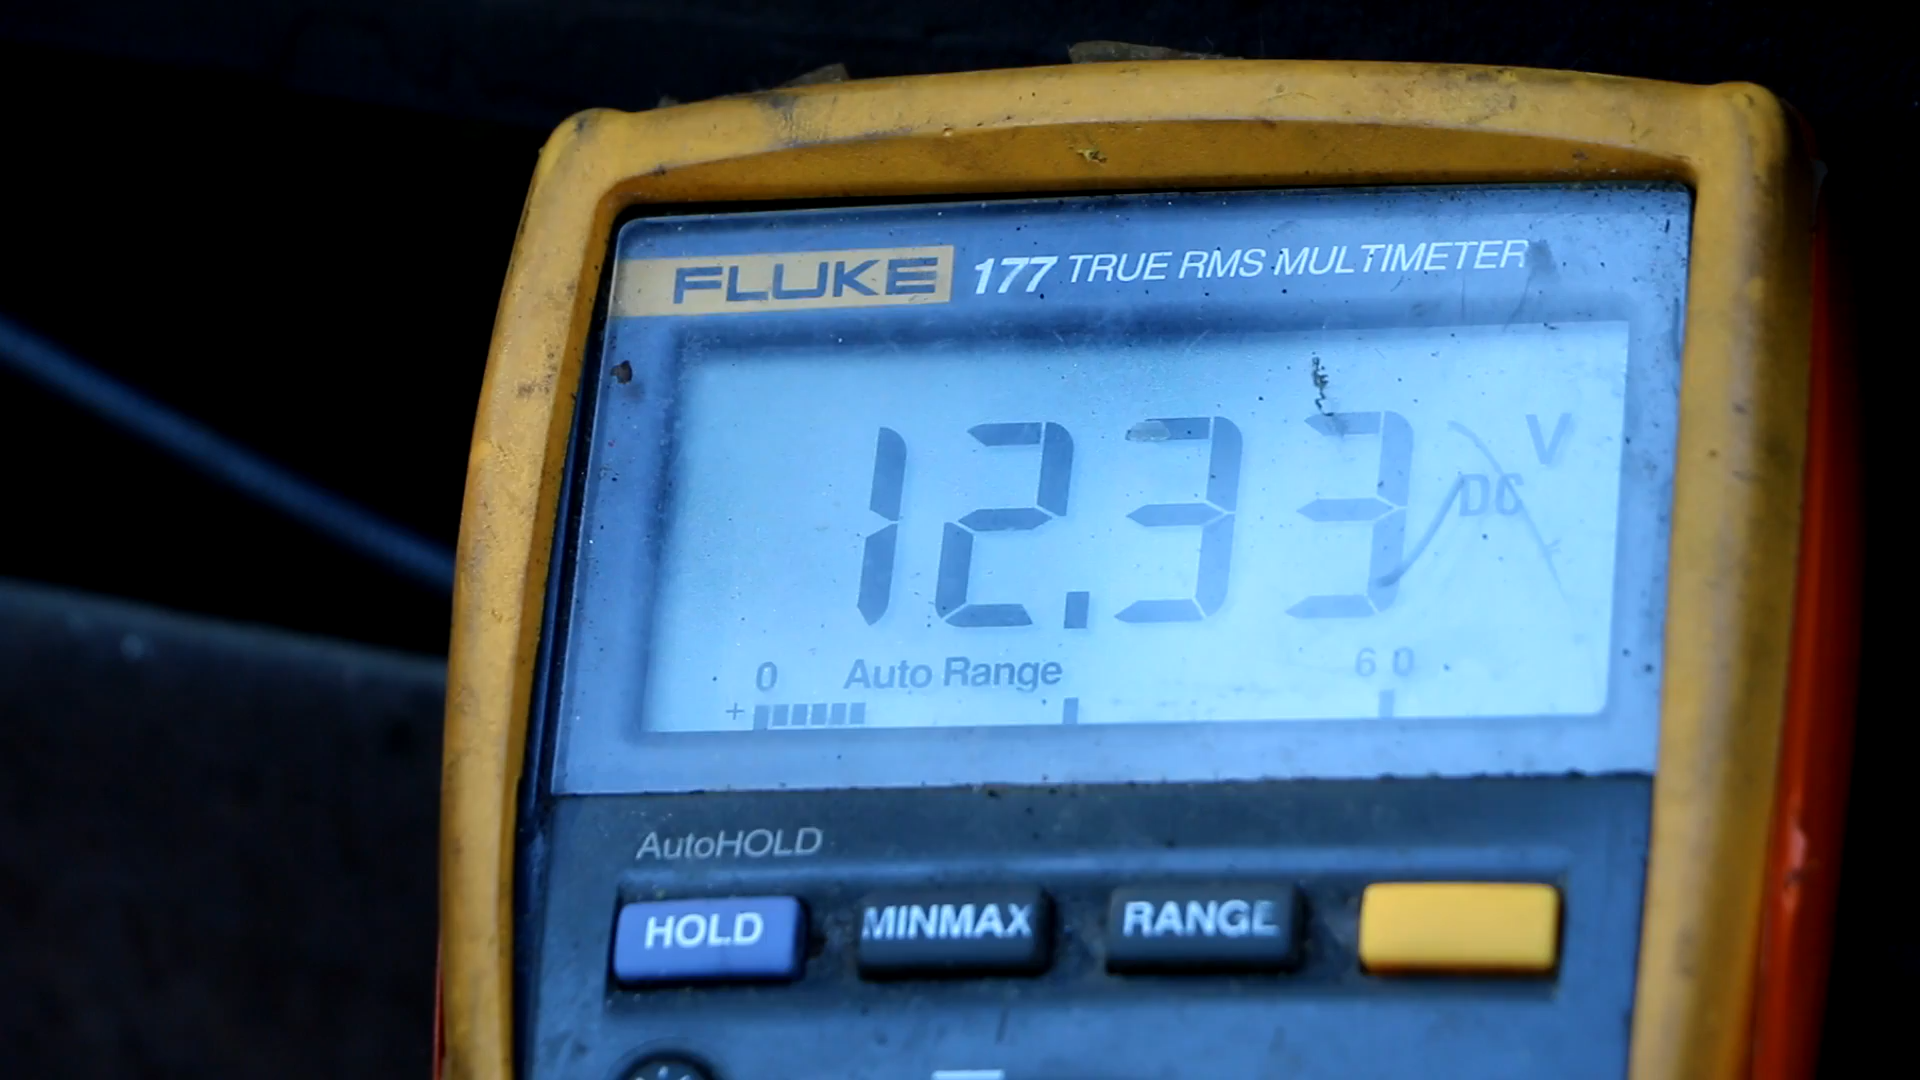 FLUKE 177 TRUE RMS MULTIMETER
12.33 V
DC
0 Auto Range 60
+
AutoHOLD
HOLD MINMAX RANGE